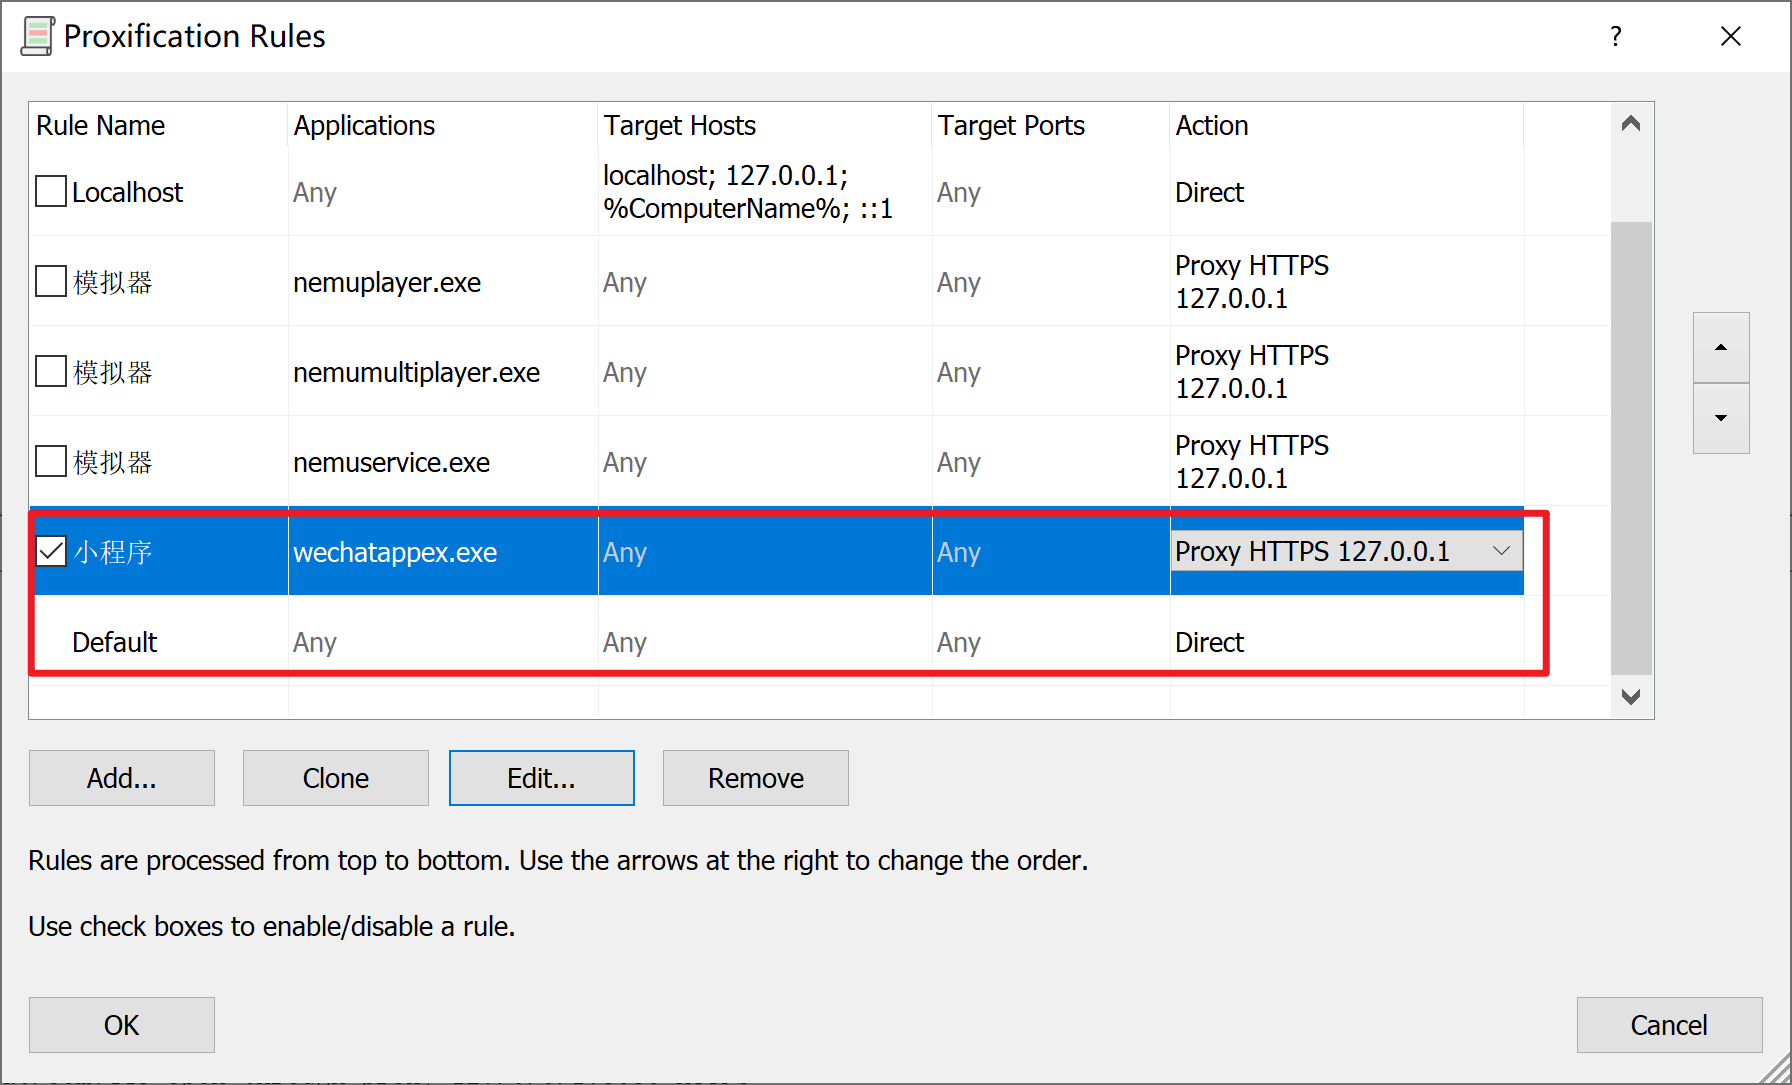 Proxification Rules
?
Rule Name Applications Target Hosts Target Ports Action
Localhost Any localhost; 127.0.0.1; %ComputerName%; ::1 Any Direct
模拟器 nemuplayer.exe Any Any Proxy HTTPS 127.0.0.1
模拟器 nemumultiplayer.exe Any Any Proxy HTTPS 127.0.0.1
模拟器 nemuservice.exe Any Any Proxy HTTPS 127.0.0.1
小程序 wechatappex.exe Any Any Proxy HTTPS 127.0.0.1
Default Any Any Any Direct
Add... Clone Edit... Remove
Rules are processed from top to bottom. Use the arrows at the right to change the order.
Use check boxes to enable/disable a rule.
OK Cancel